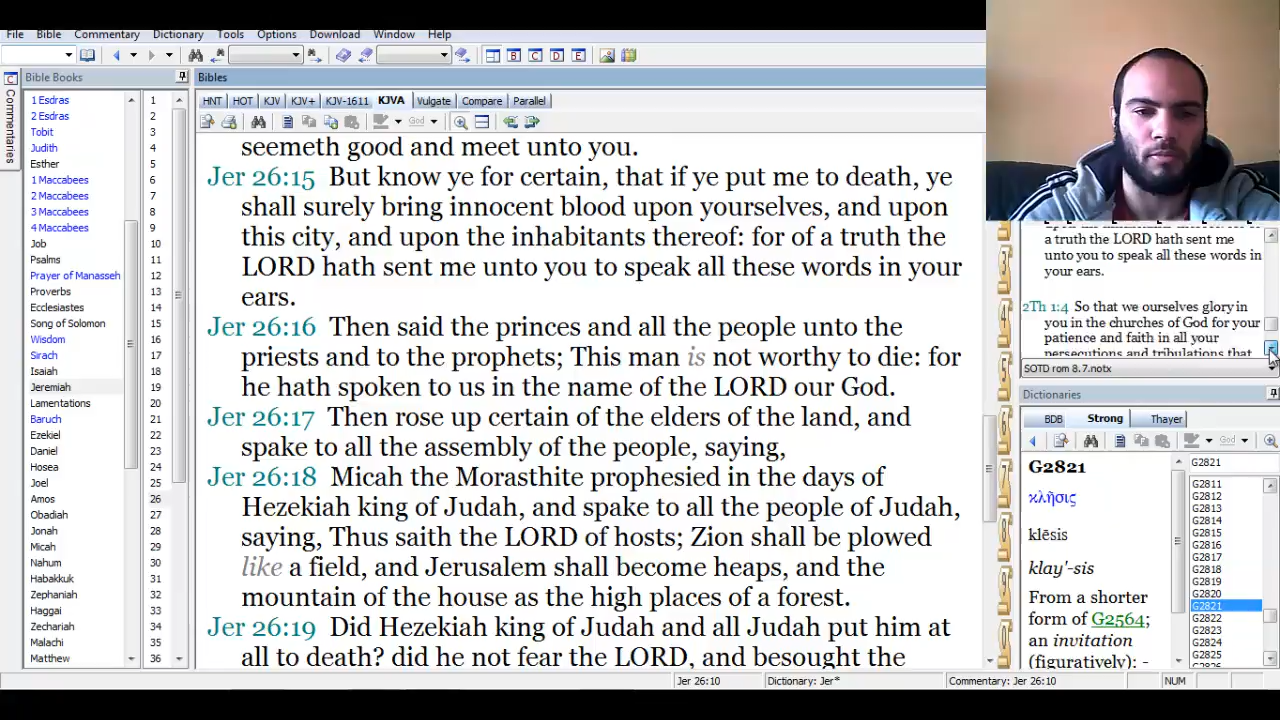 File Bible Commentary Dictionary Tools Options Download Window Help
Bible Books
Bibles
Commentaries
HNT HOT KJV KJV+ KJV-1611 KJVA Vulgate Compare Parallel
1 Esdras
2 Esdras
Tobit
Judith
Esther
1 Maccabees
2 Maccabees
3 Maccabees
4 Maccabees
Job
Psalms
Prayer of Manasseh
Proverbs
Ecclesiastes
Song of Solomon
Wisdom
Sirach
Isaiah
Jeremiah
Lamentations
Baruch
Ezekiel
Daniel
Hosea
Joel
Amos
Obadiah
Jonah
Micah
Nahum
Habakkuk
Zephaniah
Haggai
Zechariah
Malachi
Matthew
1
2
3
4
5
6
7
8
9
10
11
12
13
14
15
16
17
18
19
20
21
22
23
24
25
26
27
28
29
30
31
32
33
34
35
36
seemeth good and meet unto you.
Jer 26:15 But know ye for certain, that if ye put me to death, ye
shall surely bring innocent blood upon yourselves, and upon
this city, and upon the inhabitants thereof: for of a truth the
LORD hath sent me unto you to speak all these words in your
ears.
Jer 26:16 Then said the princes and all the people unto the
priests and to the prophets; This man is not worthy to die: for
he hath spoken to us in the name of the LORD our God.
Jer 26:17 Then rose up certain of the elders of the land, and
spake to all the assembly of the people, saying,
Jer 26:18 Micah the Morasthite prophesied in the days of
Hezekiah king of Judah, and spake to all the people of Judah,
saying, Thus saith the LORD of hosts; Zion shall be plowed
like a field, and Jerusalem shall become heaps, and the
mountain of the house as the high places of a forest.
Jer 26:19 Did Hezekiah king of Judah and all Judah put him at
all to death? did he not fear the LORD, and besought the
a truth the LORD hath sent me
unto you to speak all these words in
your ears.
2Th 1:4 So that we ourselves glory in
you in the churches of God for your
patience and faith in all your
persecutions and tribulations that
SOTD rom 8.7.notx
Dictionaries
BDB Strong Thayer
G2821
κλῆσις
klēsis
klay'-sis
From a shorter
form of G2564;
an invitation
(figuratively): -
G2821
G2811
G2812
G2813
G2814
G2815
G2816
G2817
G2818
G2819
G2820
G2821
G2822
G2823
G2824
G2825
Jer 26:10 Dictionary: Jer* Commentary: Jer 26:10 NUM